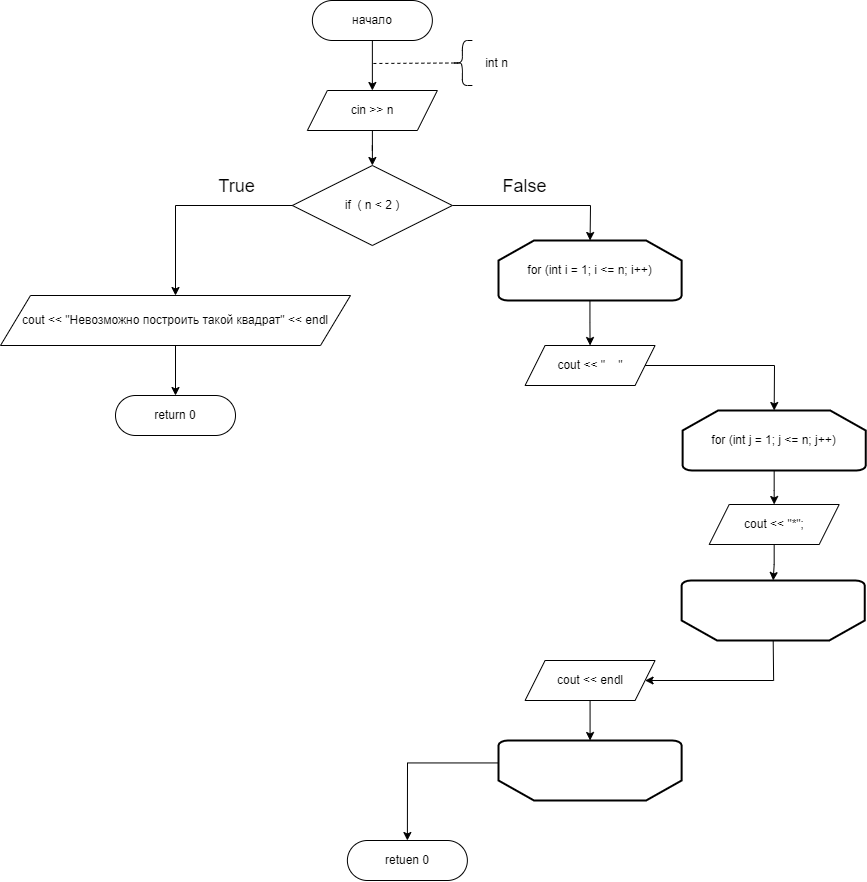 начало
int n
cin >> n
True
False
if ( n < 2 )
for (int i = 1; i <= n; i++)
cout << "Невозможно построить такой квадрат" << endl
cout << "    "
return 0
for (int j = 1; j <= n; j++)
cout << "*";
cout << endl
retuen 0